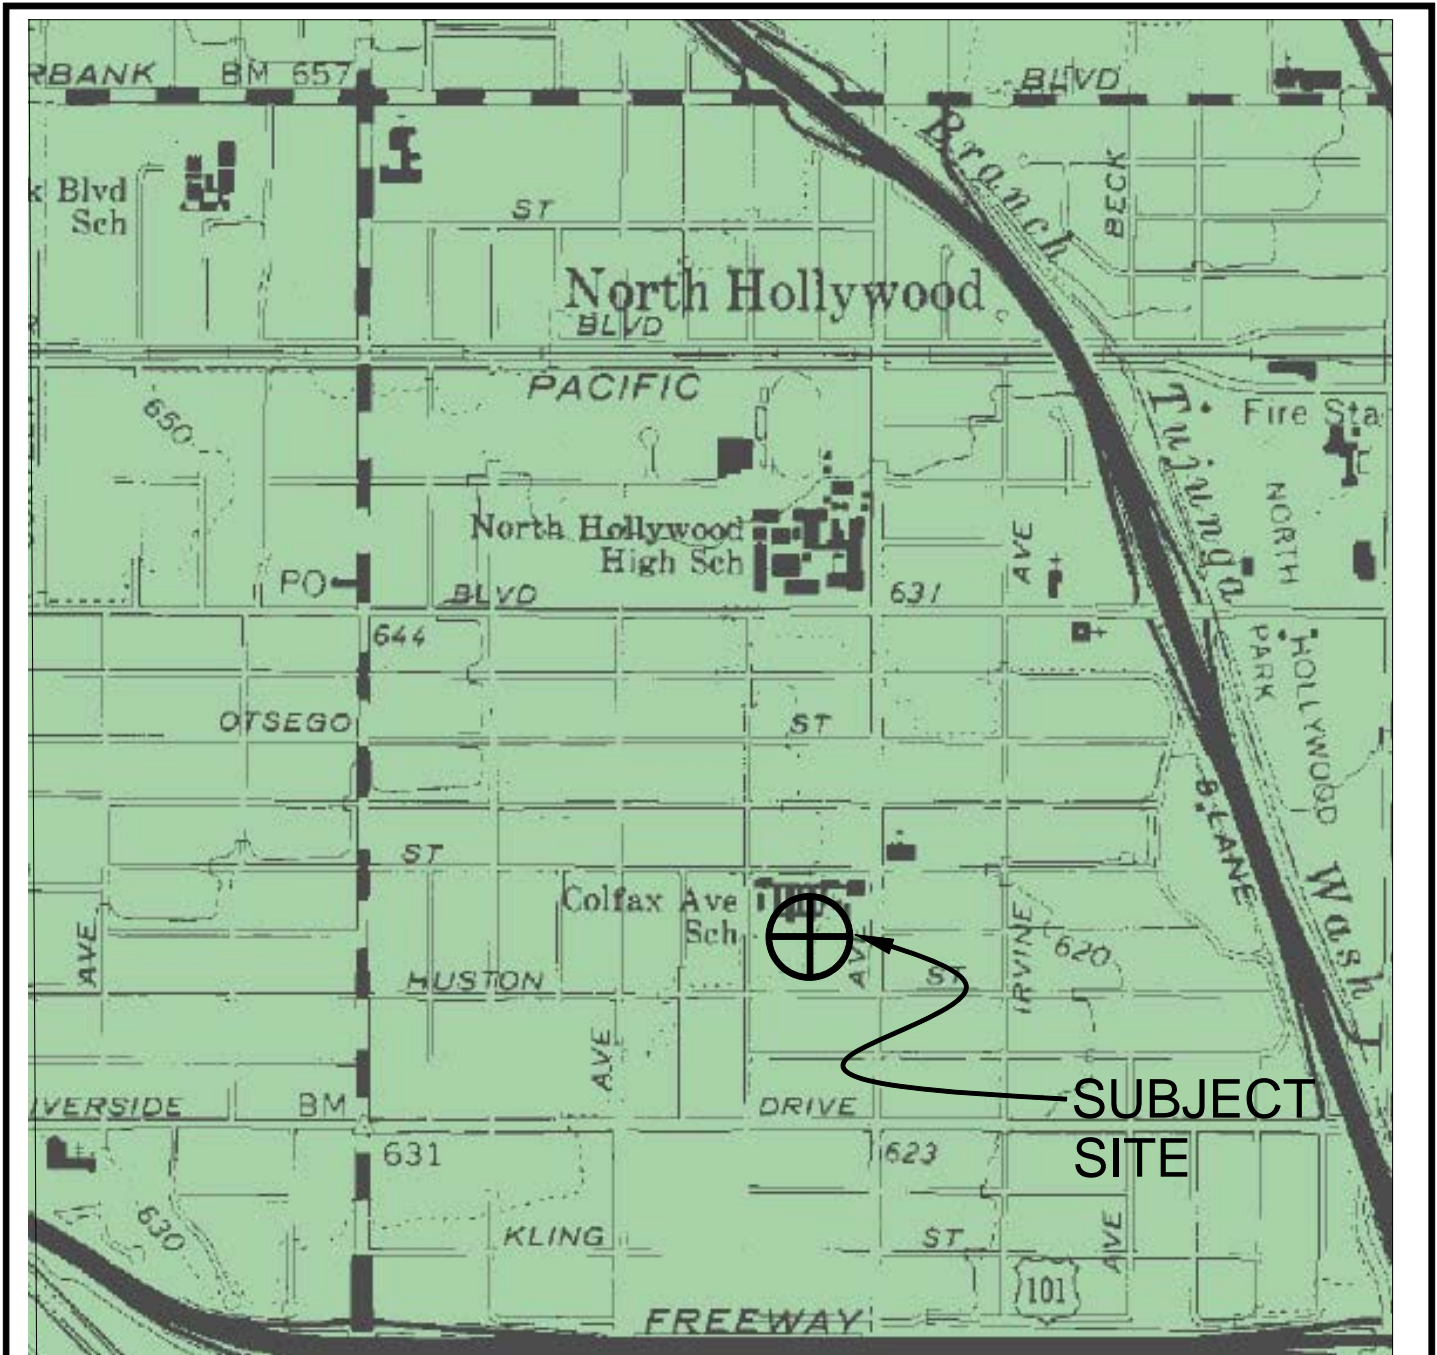 RBANK BM 657 BLVD
Branch
BECK
k Blvd
Sch
ST
North Hollywood
BLVD
PACIFIC
650
Tujunga
Fire Sta
North Hollywood
High Sch
AVE
NORTH
PO
BLVD
631
644
PARK
HOLLYWOOD
OTSEGO ST
LANE
ST
Colfax Ave
Sch
Wash
AVE
AVE
IRVINE
620
HUSTON ST
AVE
IVERSIDE BM DRIVE
SUBJECT
SITE
631
623
630
KLING ST
AVE
101
FREEWAY